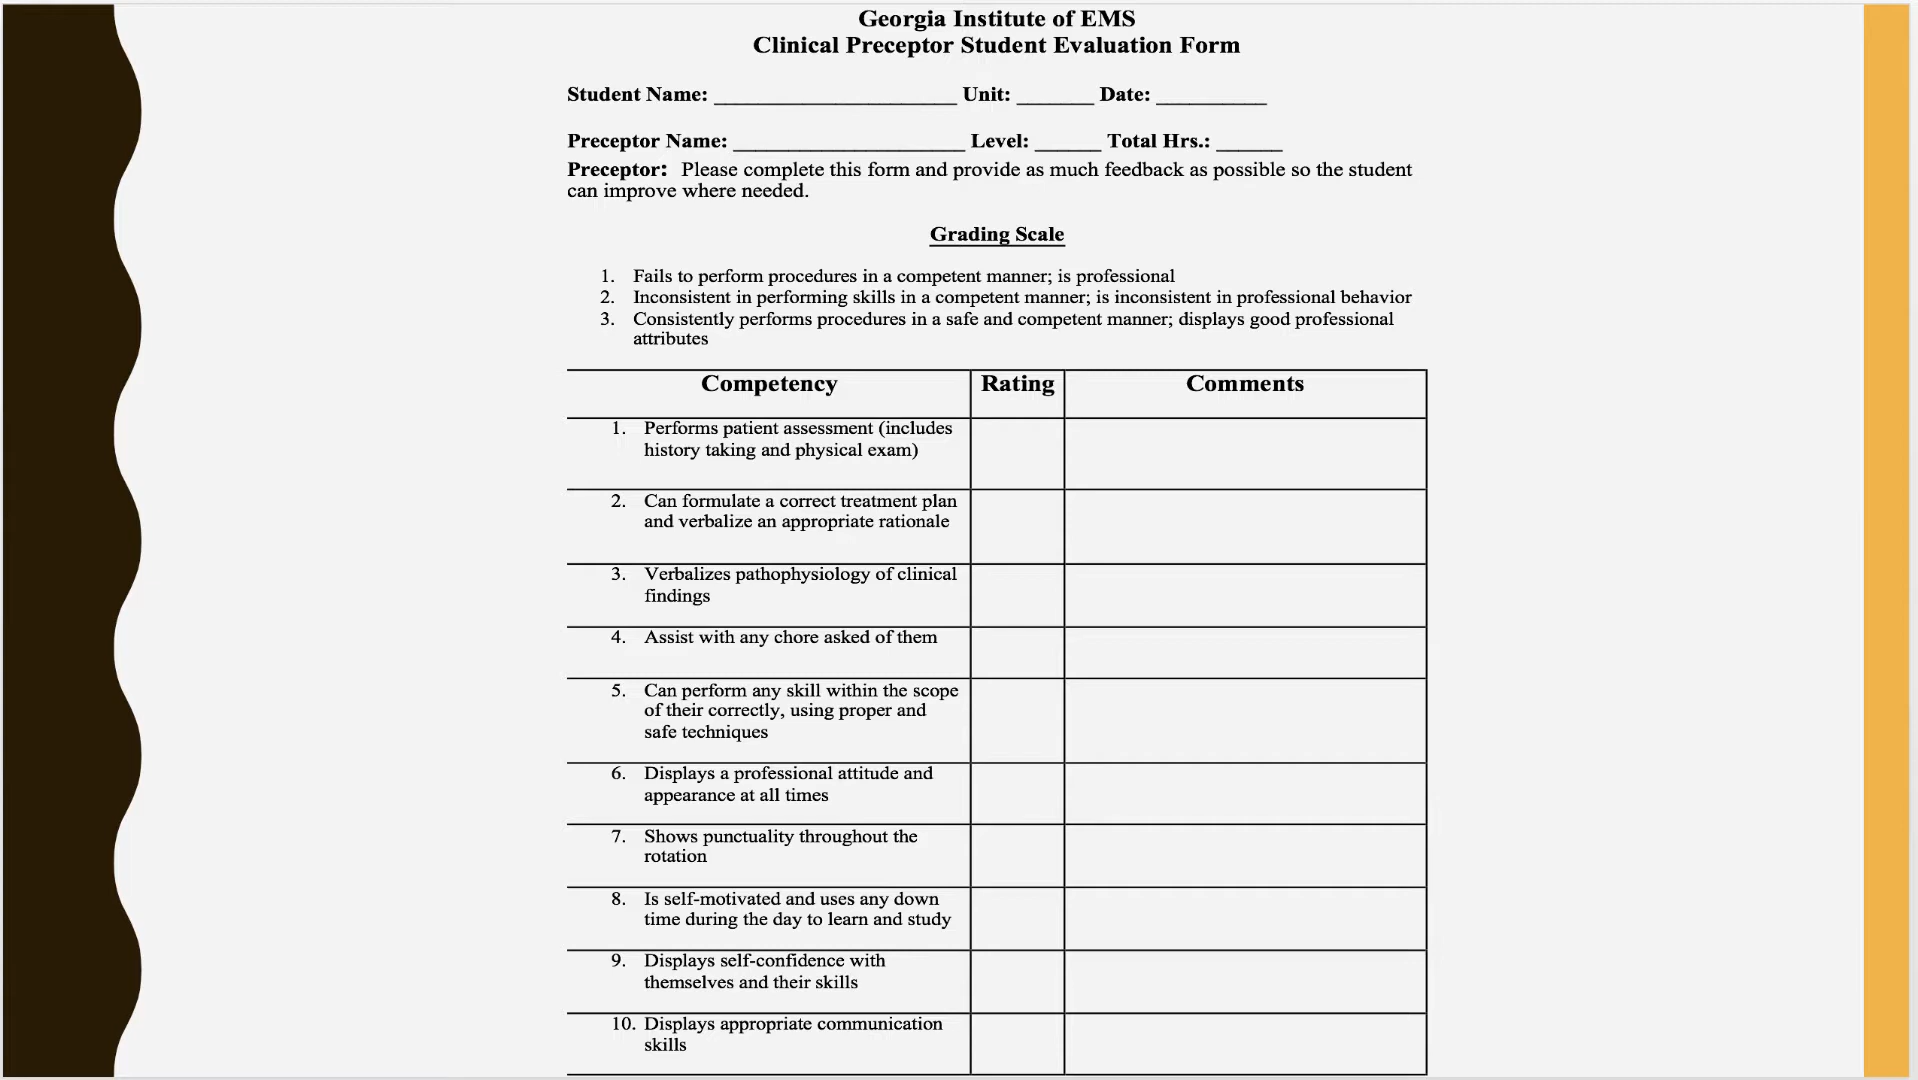 Georgia Institute of EMS
Clinical Preceptor Student Evaluation Form
Student Name: ______________________ Unit: _______ Date: __________
Preceptor Name: _____________________ Level: ______ Total Hrs.: ______
Preceptor: Please complete this form and provide as much feedback as possible so the student
can improve where needed.
Grading Scale
1. Fails to perform procedures in a competent manner; is professional
2. Inconsistent in performing skills in a competent manner; is inconsistent in professional behavior
3. Consistently performs procedures in a safe and competent manner; displays good professional
attributes
Competency Rating Comments
1. Performs patient assessment (includes
history taking and physical exam)
2. Can formulate a correct treatment plan
and verbalize an appropriate rationale
3. Verbalizes pathophysiology of clinical
findings
4. Assist with any chore asked of them
5. Can perform any skill within the scope
of their correctly, using proper and
safe techniques
6. Displays a professional attitude and
appearance at all times
7. Shows punctuality throughout the
rotation
8. Is self-motivated and uses any down
time during the day to learn and study
9. Displays self-confidence with
themselves and their skills
10. Displays appropriate communication
skills